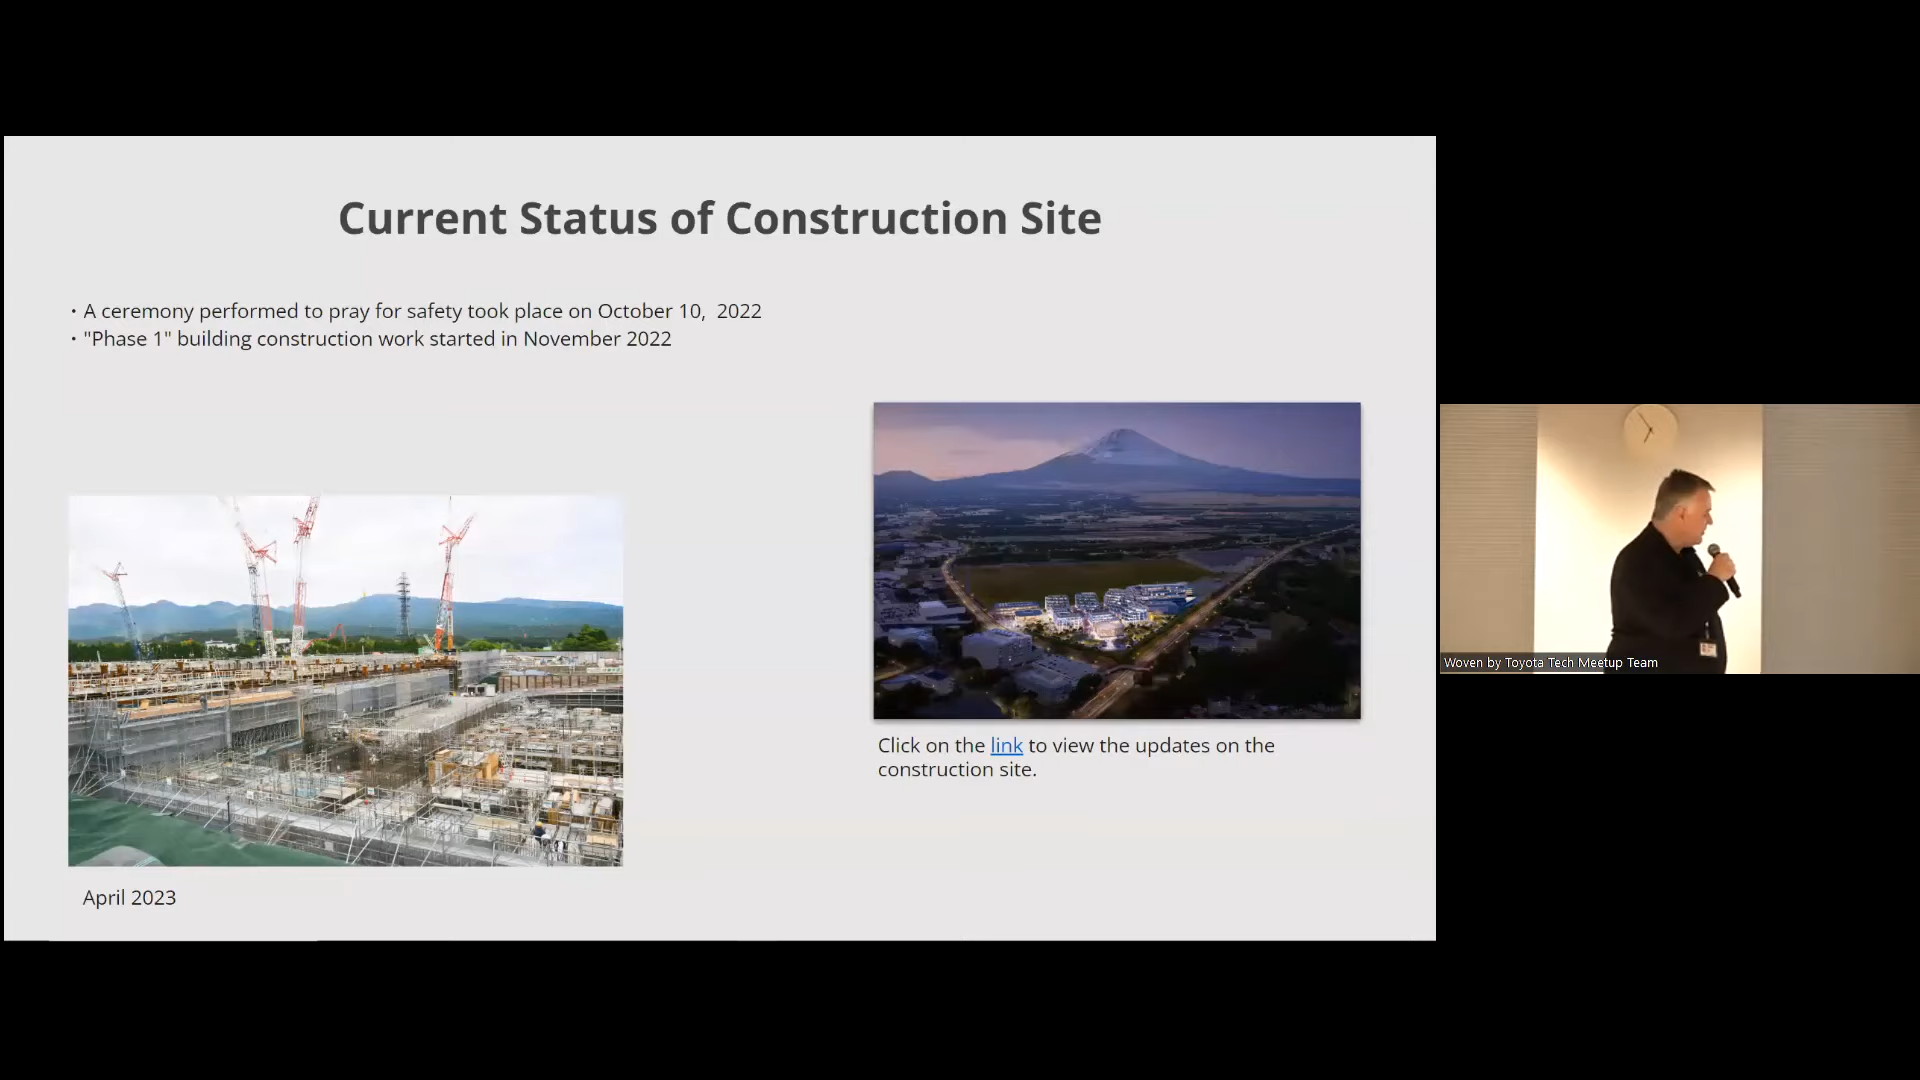 Current Status of Construction Site
・A ceremony performed to pray for safety took place on October 10,  2022
・"Phase 1" building construction work started in November 2022
Click on the link to view the updates on the
construction site.
April 2023
Woven by Toyota Tech Meetup Team